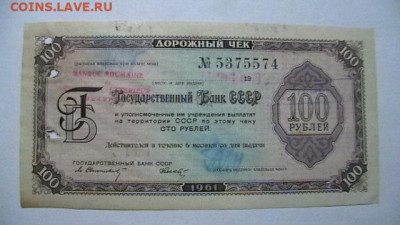 COINS.LAVE.RU
100
ДОРОЖНЫЙ ЧЕК
100
№ 5375574
19
Государственный Банк СССР
и уполномоченные им учреждения выплатят
на территории СССР по этому чеку
СТО РУБЛЕЙ
100
РУБЛЕЙ
Действителен в течение 6 месяцев со дня выдачи
ГОСУДАРСТВЕННЫЙ БАНК СССР
100
1961
100